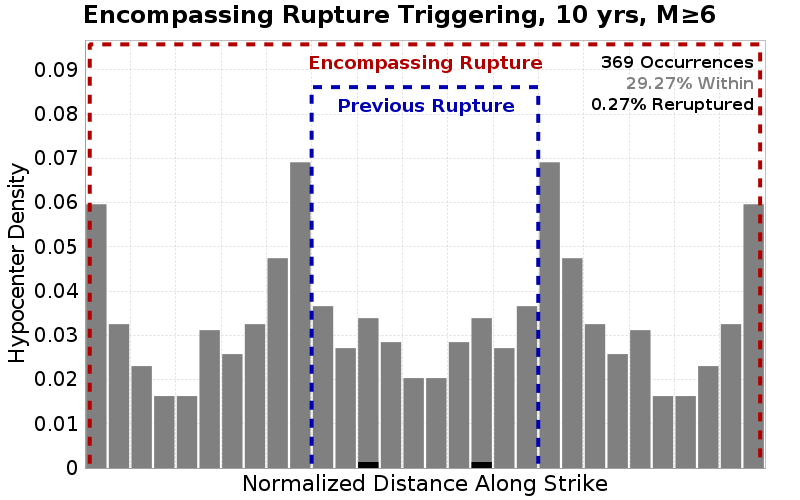 Encompassing Rupture Triggering, 10 yrs, M≥6
Encompassing Rupture
369 Occurrences
29.27% Within
0.27% Reruptured
Previous Rupture
Hypocenter Density
0.09
0.08
0.07
0.06
0.05
0.04
0.03
0.02
0.01
0
Normalized Distance Along Strike